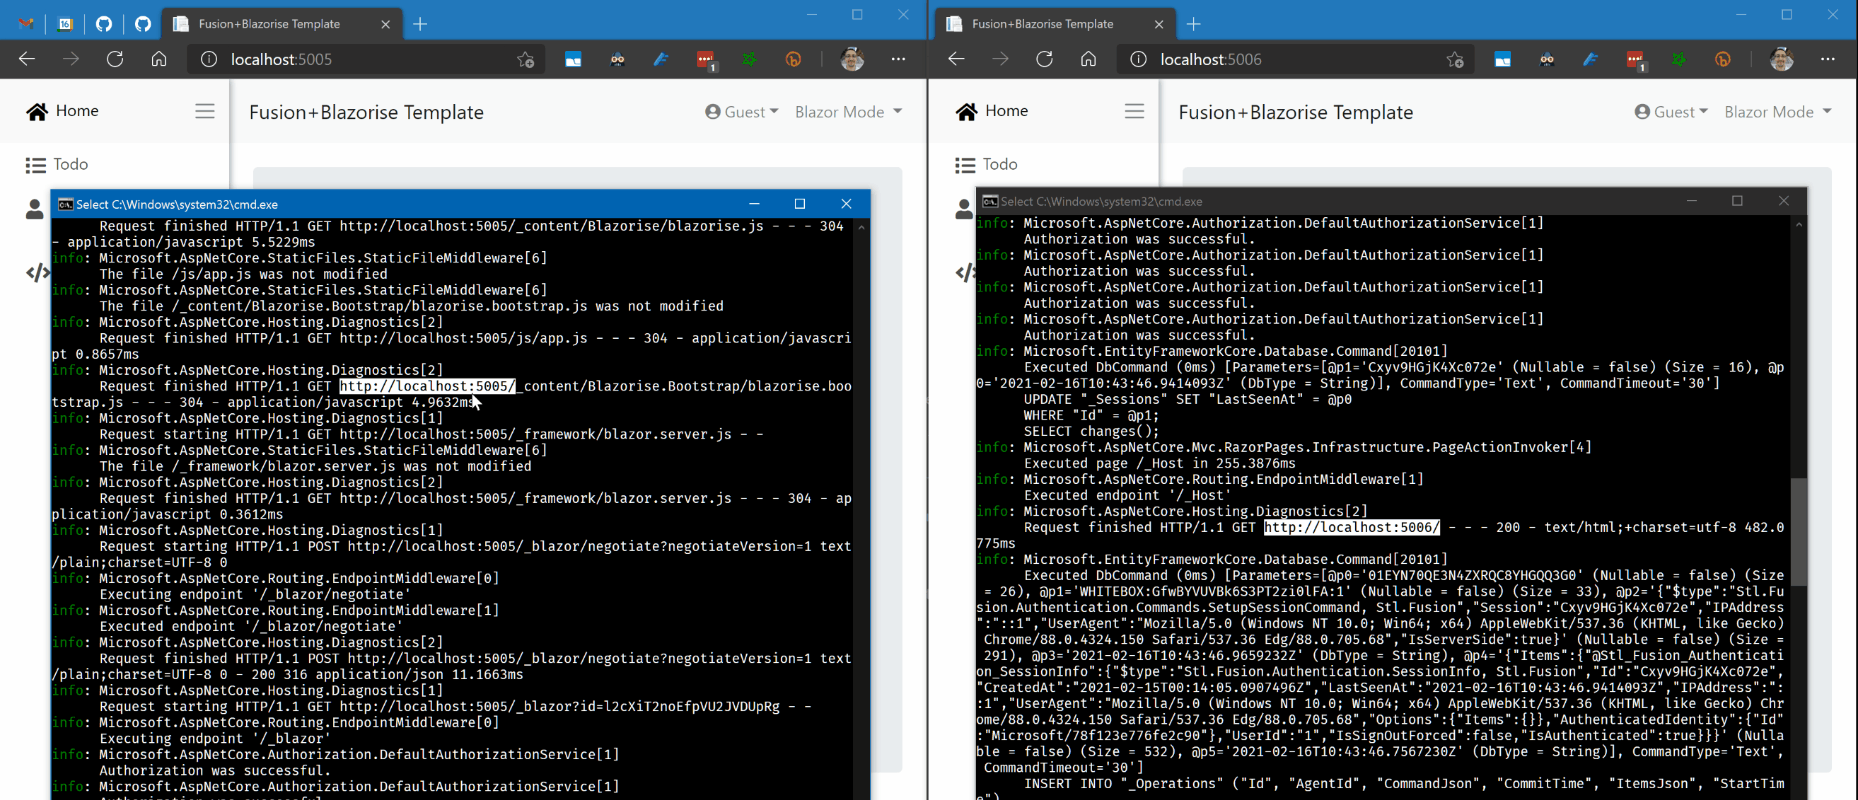 16
Fusion+Blazorise Template
localhost:5005
1
Home
Fusion+Blazorise Template
Guest
Blazor Mode
Todo
Select C:\Windows\system32\cmd.exe
Request finished HTTP/1.1 GET http://localhost:5005/_content/Blazorise/blazorise.js - - - 304
- application/javascript 5.5229ms
info: Microsoft.AspNetCore.StaticFiles.StaticFileMiddleware[6]
The file /js/app.js was not modified
info: Microsoft.AspNetCore.StaticFiles.StaticFileMiddleware[6]
The file /_content/Blazorise.Bootstrap/blazorise.bootstrap.js was not modified
info: Microsoft.AspNetCore.Hosting.Diagnostics[2]
Request finished HTTP/1.1 GET http://localhost:5005/js/app.js - - - 304 - application/javascri
pt 0.8657ms
info: Microsoft.AspNetCore.Hosting.Diagnostics[2]
Request finished HTTP/1.1 GET http://localhost:5005/_content/Blazorise.Bootstrap/blazorise.boo
tstrap.js - - - 304 - application/javascript 4.9632ms
info: Microsoft.AspNetCore.Hosting.Diagnostics[1]
Request starting HTTP/1.1 GET http://localhost:5005/_framework/blazor.server.js - -
info: Microsoft.AspNetCore.StaticFiles.StaticFileMiddleware[6]
The file /_framework/blazor.server.js was not modified
info: Microsoft.AspNetCore.Hosting.Diagnostics[2]
Request finished HTTP/1.1 GET http://localhost:5005/_framework/blazor.server.js - - - 304 - ap
plication/javascript 0.3612ms
info: Microsoft.AspNetCore.Hosting.Diagnostics[1]
Request starting HTTP/1.1 POST http://localhost:5005/_blazor/negotiate?negotiateVersion=1 text
/plain;charset=UTF-8 0
info: Microsoft.AspNetCore.Routing.EndpointMiddleware[0]
Executing endpoint '/_blazor/negotiate'
info: Microsoft.AspNetCore.Routing.EndpointMiddleware[1]
Executed endpoint '/_blazor/negotiate'
info: Microsoft.AspNetCore.Hosting.Diagnostics[2]
Request finished HTTP/1.1 POST http://localhost:5005/_blazor/negotiate?negotiateVersion=1 text
/plain;charset=UTF-8 0 - 200 316 application/json 11.1663ms
info: Microsoft.AspNetCore.Hosting.Diagnostics[1]
Request starting HTTP/1.1 GET http://localhost:5005/_blazor?id=l2cXiT2noEfpVU2JVDUpRg - -
info: Microsoft.AspNetCore.Routing.EndpointMiddleware[0]
Executing endpoint '/_blazor'
info: Microsoft.AspNetCore.Authorization.DefaultAuthorizationService[1]
Authorization was successful.
info: Microsoft.AspNetCore.Authorization.DefaultAuthorizationService[1]
Fusion+Blazorise Template
localhost:5006
1
Home
Fusion+Blazorise Template
Guest
Blazor Mode
Todo
Select C:\Windows\system32\cmd.exe
info: Microsoft.AspNetCore.Authorization.DefaultAuthorizationService[1]
Authorization was successful.
info: Microsoft.AspNetCore.Authorization.DefaultAuthorizationService[1]
Authorization was successful.
info: Microsoft.AspNetCore.Authorization.DefaultAuthorizationService[1]
Authorization was successful.
info: Microsoft.AspNetCore.Authorization.DefaultAuthorizationService[1]
Authorization was successful.
info: Microsoft.EntityFrameworkCore.Database.Command[20101]
Executed DbCommand (0ms) [Parameters=[@p1='Cxyv9HGjK4Xc072e' (Nullable = false) (Size = 16), @p
0='2021-02-16T10:43:46.9414093Z' (DbType = String)], CommandType='Text', CommandTimeout='30']
UPDATE "_Sessions" SET "LastSeenAt" = @p0
WHERE "Id" = @p1;
SELECT changes();
info: Microsoft.AspNetCore.Mvc.RazorPages.Infrastructure.PageActionInvoker[4]
Executed page /_Host in 255.3876ms
info: Microsoft.AspNetCore.Routing.EndpointMiddleware[1]
Executed endpoint '/_Host'
info: Microsoft.AspNetCore.Hosting.Diagnostics[2]
Request finished HTTP/1.1 GET http://localhost:5006/ - - - 200 - text/html;+charset=utf-8 482.0
775ms
info: Microsoft.EntityFrameworkCore.Database.Command[20101]
Executed DbCommand (0ms) [Parameters=[@p0='01EYN70QE3N4ZXRQC8YHGQQ3G0' (Nullable = false) (Size
= 26), @p1='WHITEBOX:GfwBYVUVBk6S3PT2zi0lFA:1' (Nullable = false) (Size = 33), @p2='{"$type":"Stl.Fu
sion.Authentication.Commands.SetupSessionCommand, Stl.Fusion","Session":"Cxyv9HGjK4Xc072e","IPAddress
":"::1","UserAgent":"Mozilla/5.0 (Windows NT 10.0; Win64; x64) AppleWebKit/537.36 (KHTML, like Gecko)
Chrome/88.0.4324.150 Safari/537.36 Edg/88.0.705.68","IsServerSide":true}' (Nullable = false) (Size =
291), @p3='2021-02-16T10:43:46.9659232Z' (DbType = String), @p4='{"Items":{"@Stl_Fusion_Authenticati
on_SessionInfo":{"$type":"Stl.Fusion.Authentication.SessionInfo, Stl.Fusion","Id":"Cxyv9HGjK4Xc072e",
"CreatedAt":"2021-02-15T00:14:05.0907496Z","LastSeenAt":"2021-02-16T10:43:46.9414093Z","IPAddress":":
:1","UserAgent":"Mozilla/5.0 (Windows NT 10.0; Win64; x64) AppleWebKit/537.36 (KHTML, like Gecko) Chr
ome/88.0.4324.150 Safari/537.36 Edg/88.0.705.68","Options":{"Items":{}},"AuthenticatedIdentity":{"Id"
:"Microsoft/78f123e776fe2c90"},"UserId":"1","IsSignOutForced":false,"IsAuthenticated":true}}}' (Nulla
ble = false) (Size = 532), @p5='2021-02-16T10:43:46.7567230Z' (DbType = String)], CommandType='Text',
CommandTimeout='30']
INSERT INTO "_Operations" ("Id", "AgentId", "CommandJson", "CommitTime", "ItemsJson", "StartTim
e")